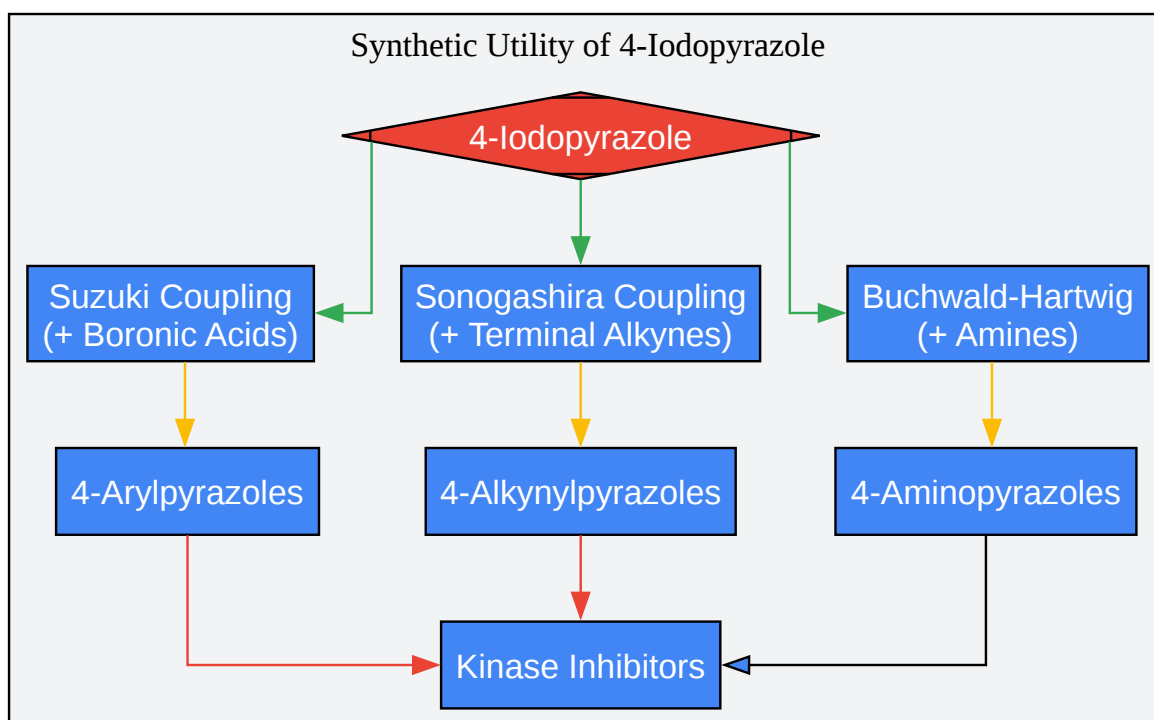 Synthetic Utility of 4-Iodopyrazole
4-Iodopyrazole
Suzuki Coupling
(+ Boronic Acids)
Sonogashira Coupling
(+ Terminal Alkynes)
Buchwald-Hartwig
(+ Amines)
4-Arylpyrazoles
4-Alkynylpyrazoles
4-Aminopyrazoles
Kinase Inhibitors